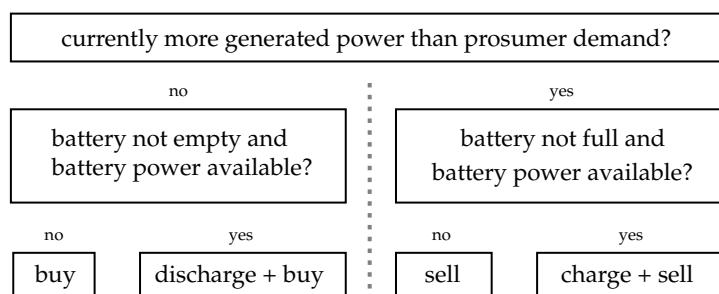 currently more generated power than prosumer demand?
no
yes
battery not empty and
battery power available?
battery not full and
battery power available?
no
yes
no
yes
buy
discharge + buy
sell
charge + sell